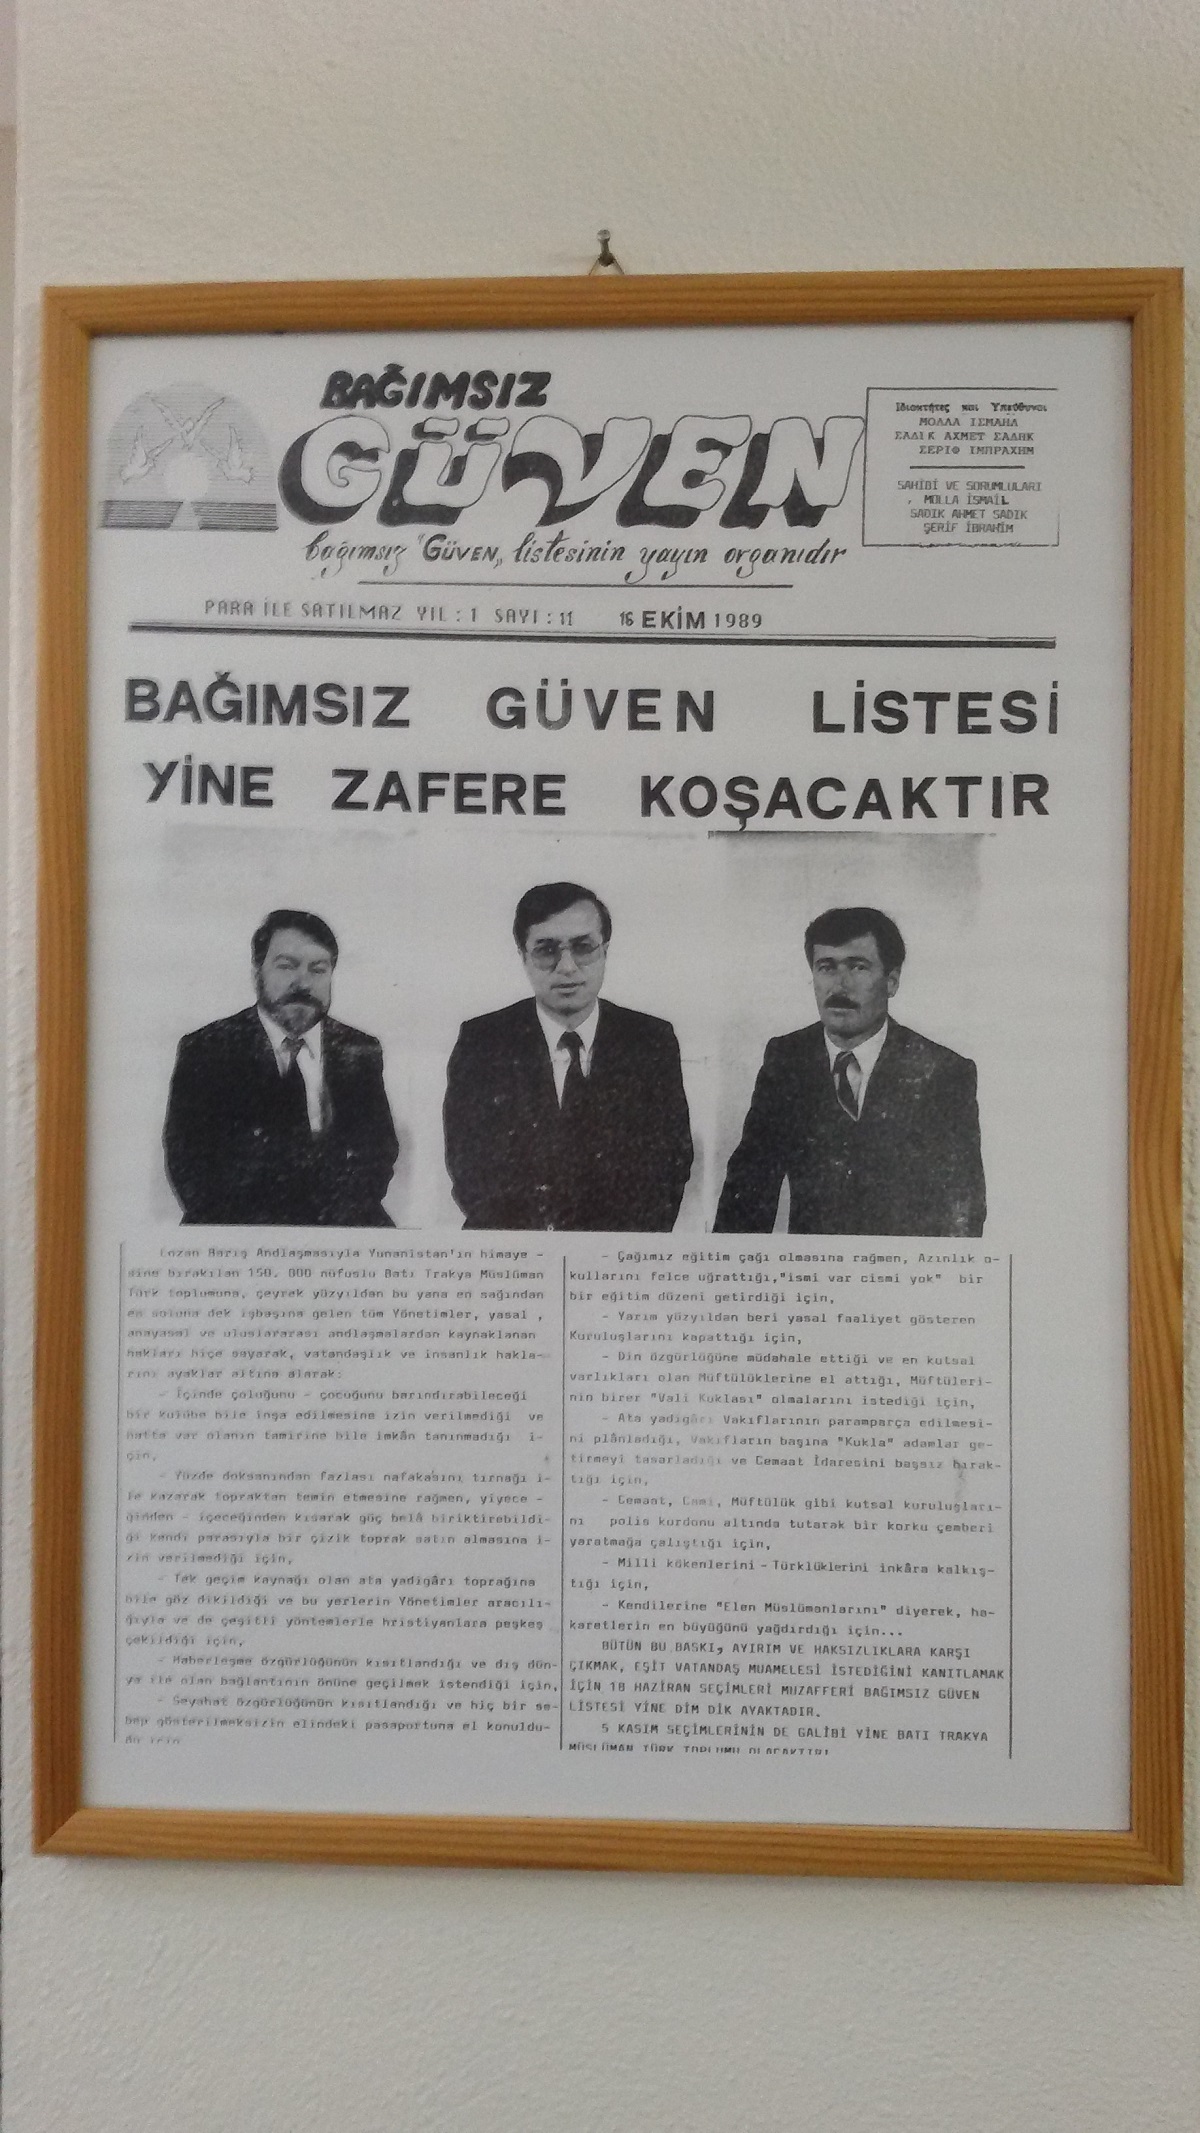 BAĞIMSIZ
GÜVEN
bağımsız "GÜVEN„ listesinin yayın organıdır
Ιδιοκτήτες και Υπεύθυνοι
ΜΟΛΛΑ ΙΣΜΑΗΛ
ΣΑΔΙΚ ΑΧΜΕΤ ΣΑΔΗΚ
ΣΕΡΙΦ ΙΜΠΡΑΧΗΜ
SAHİBİ VE SORUMLULARI
MOLLA İSMAİL
SADIK AHMET SADIK
ŞERİF İBRAHİM
PARA İLE SATILMAZ YIL : 1 SAYI : 11 16 EKİM 1989
BAĞIMSIZ GÜVEN LİSTESİ
YİNE ZAFERE KOŞACAKTIR
Lozan Barış Andlaşmasıyla Yunanistan'ın himaye -
sine bırakılan 150. 000 nüfuslu Batı Trakya Müslüman
Türk toplumuna, çeyrek yüzyıldan bu yana en sağından
en soluna dek işbaşına gelen tüm Yönetimler, yasal ,
anayasal ve uluslararası andlaşmalardan kaynaklanan
hakları hiçe sayarak, vatandaşlık ve insanlık hakla-
rını ayaklar altına alarak:
- İçinde çoluğunu - çocuğunu barındırabileceği
bir kulübe bile inşa edilmesine izin verilmediği ve
hatta var olanın tamirine bile imkân tanınmadığı i-
çin,
- Yüzde doksanından fazlası nafakasını tırnağı i-
le kazarak topraktan temin etmesine rağmen, yiyece -
ğinden - içeceğinden kısarak güç belâ biriktirebildi-
ği kendi parasıyla bir çizik toprak satın almasına i-
zin verilmediği için,
- Tek geçim kaynağı olan ata yadigârı toprağına
bile göz dikildiği ve bu yerlerin Yönetimler aracılı-
ğıyla ve de çeşitli yöntemlerle hristiyanlara peşkeş
çekildiği için,
- Haberleşme özgürlüğünün kısıtlandığı ve dış dün-
ya ile olan bağlantının önüne geçilmek istendiği için,
- Seyahat özgürlüğünün kısıtlandığı ve hiç bir se-
bep gösterilmeksizin elindeki pasaportuna el konuldu-
ğu için
- Çağımız eğitim çağı olmasına rağmen, Azınlık o-
kullarını felce uğrattığı,"ismi var cismi yok" bir
bir eğitim düzeni getirdiği için,
- Yarım yüzyıldan beri yasal faaliyet gösteren
Kuruluşlarını kapattığı için,
- Din özgürlüğüne müdahale ettiği ve en kutsal
varlıkları olan Müftülüklerine el attığı, Müftüleri-
nin birer "Vali Kuklası" olmalarını istediği için,
- Ata yadigârı Vakıflarının paramparça edilmesi-
ni plânladığı, Vakıfların başına "Kukla" adamlar ge-
tirmeyi tasarladığı ve Cemaat İdaresini başsız bırak-
tığı için,
- Cemaat, Cami, Müftülük gibi kutsal kuruluşları-
nı polis kordonu altında tutarak bir korku çemberi
yaratmağa çalıştığı için,
- Milli kökenlerini - Türklüklerini inkâra kalkış-
tığı için,
- Kendilerine "Elen Müslümanlarını" diyerek, ha-
karetlerin en büyüğünü yağdırdığı için...
BÜTÜN BU BASKI, AYIRIM VE HAKSIZLIKLARA KARŞI
ÇIKMAK, EŞİT VATANDAŞ MUAMELESİ İSTEDİĞİNİ KANITLAMAK
İÇİN 18 HAZİRAN SEÇİMLERİ MUZAFFERİ BAĞIMSIZ GÜVEN
LİSTESİ YİNE DİM DİK AYAKTADIR.
5 KASIM SEÇİMLERİNİN DE GALİBİ YİNE BATI TRAKYA
MÜSLÜMAN TÜRK TOPLUMU OLACAKTIR!